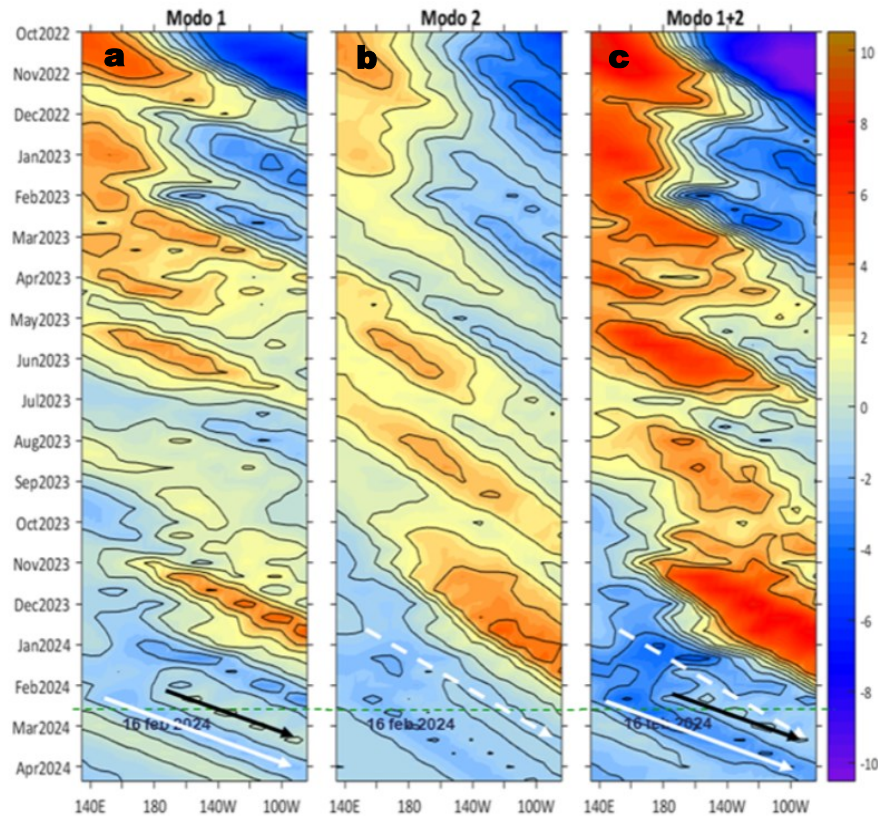 Modo 1
Modo 2
Modo 1+2
a
b
c
Oct2022
Nov2022
Dec2022
Jan2023
Feb2023
Mar2023
Apr2023
May2023
Jun2023
Jul2023
Aug2023
Sep2023
Oct2023
Nov2023
Dec2023
Jan2024
Feb2024
Mar2024
Apr2024
16 feb 2024
16 feb 2024
16 feb 2024
140E 180 140W 100W
140E 180 140W 100W
140E 180 140W 100W
10
8
6
4
2
0
-2
-4
-6
-8
-10